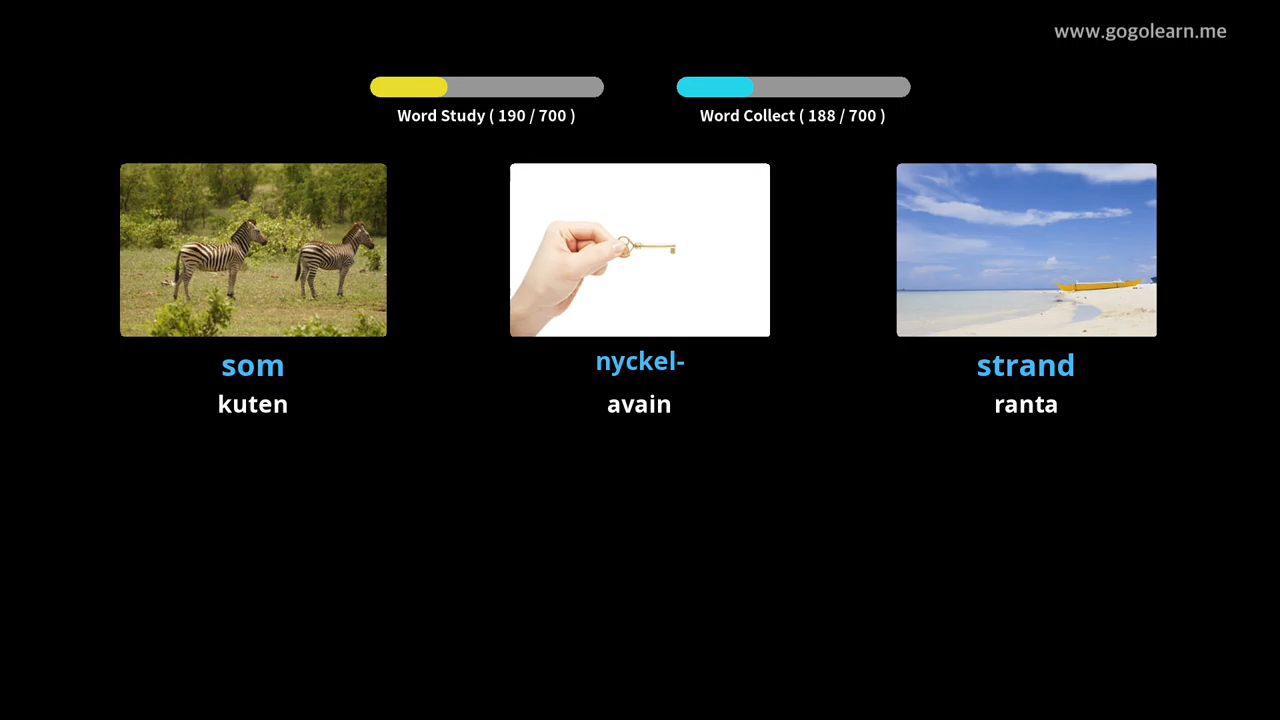 www.gogolearn.me
Word Study ( 190 / 700 )
Word Collect ( 188 / 700 )
som
nyckel-
strand
kuten
avain
ranta